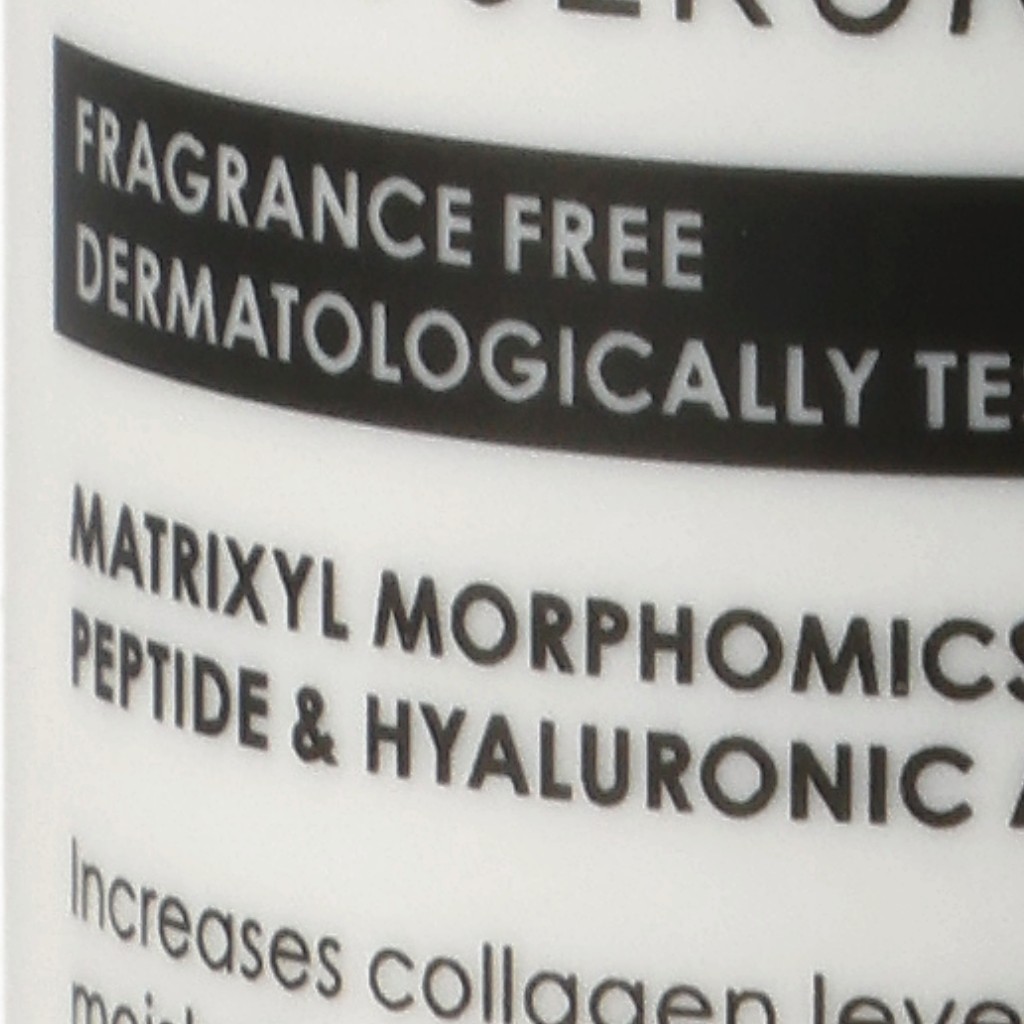 FRAGRANCE FREE
DERMATOLOGICALLY
MATRIXYL MORPHOMICS
PEPTIDE & HYALURONIC
Increases collagen